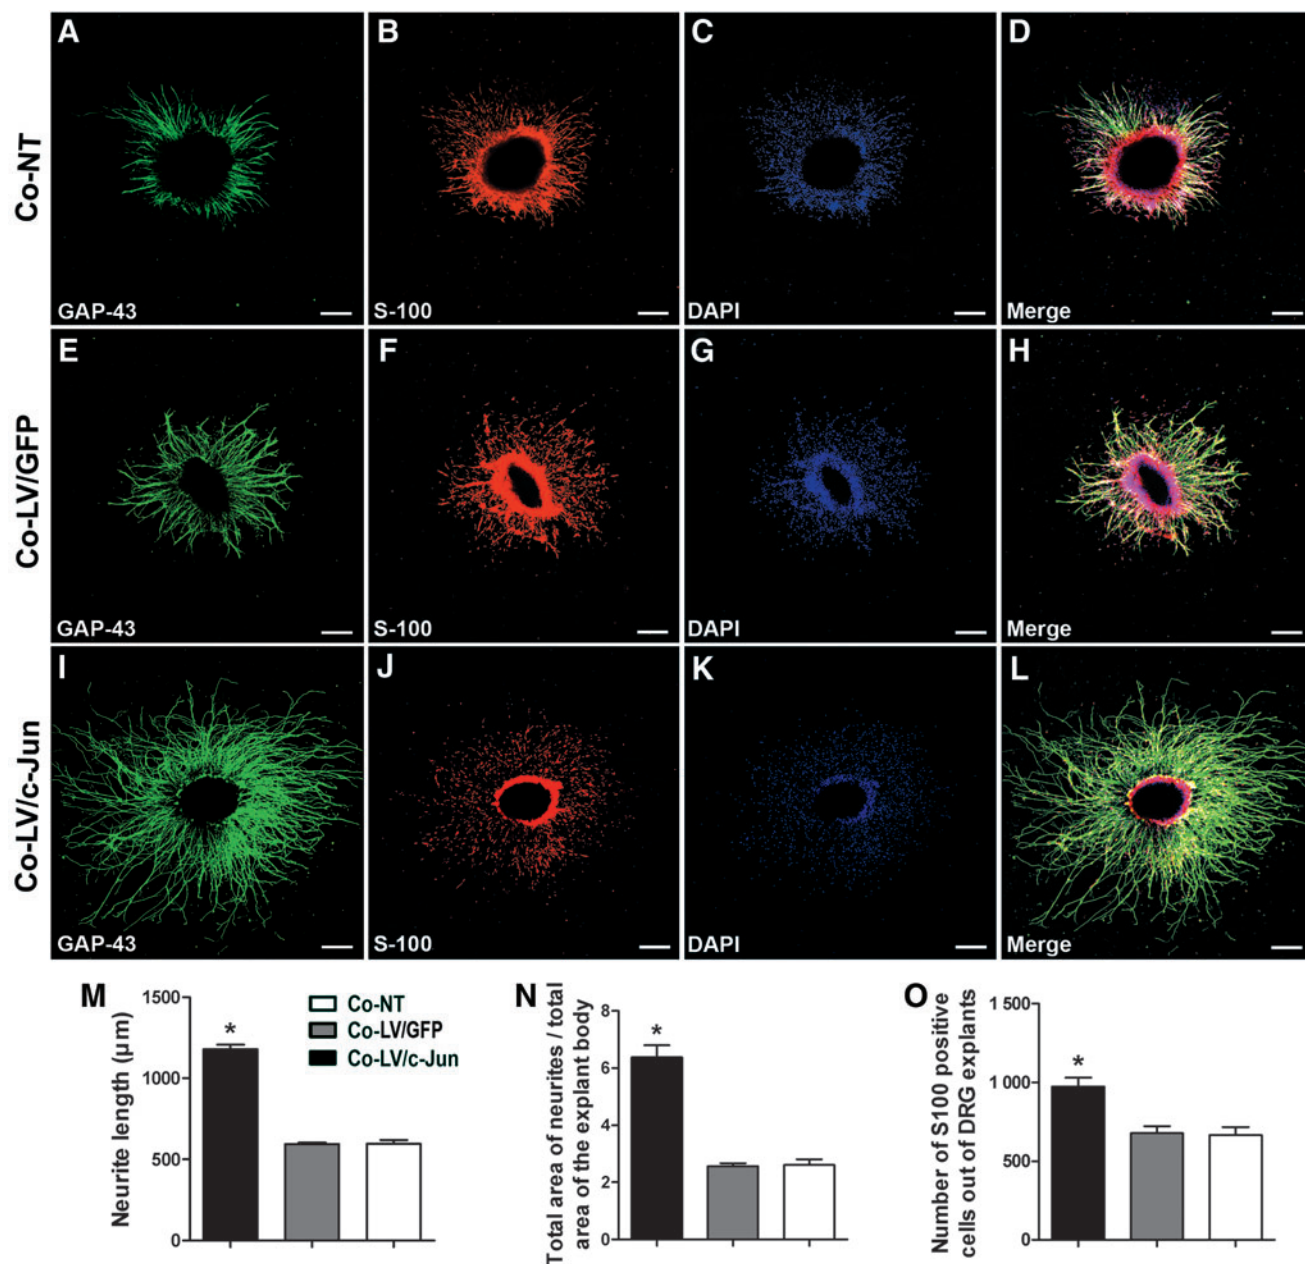 A
B
C
D
Co-NT
GAP-43
S-100
DAPI
Merge
E
F
G
H
Co-LV/GFP
GAP-43
S-100
DAPI
Merge
I
J
K
L
Co-LV/c-Jun
GAP-43
S-100
DAPI
Merge
M
Neurite length (µm)
1500
1000
500
0
*
Co-NT
Co-LV/GFP
Co-LV/c-Jun
N
Total area of neurites / total
area of the explant body
8
6
4
2
0
*
O
Number of S100 positive
cells out of DRG explants
1 500
1 000
500
0
*